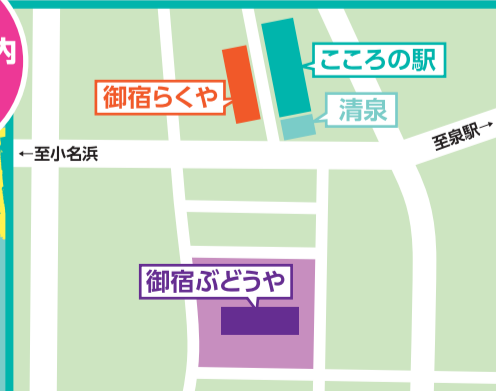 内
こころの駅
御宿らくや
清泉
至泉駅→
←至小名浜
御宿ぶどうや